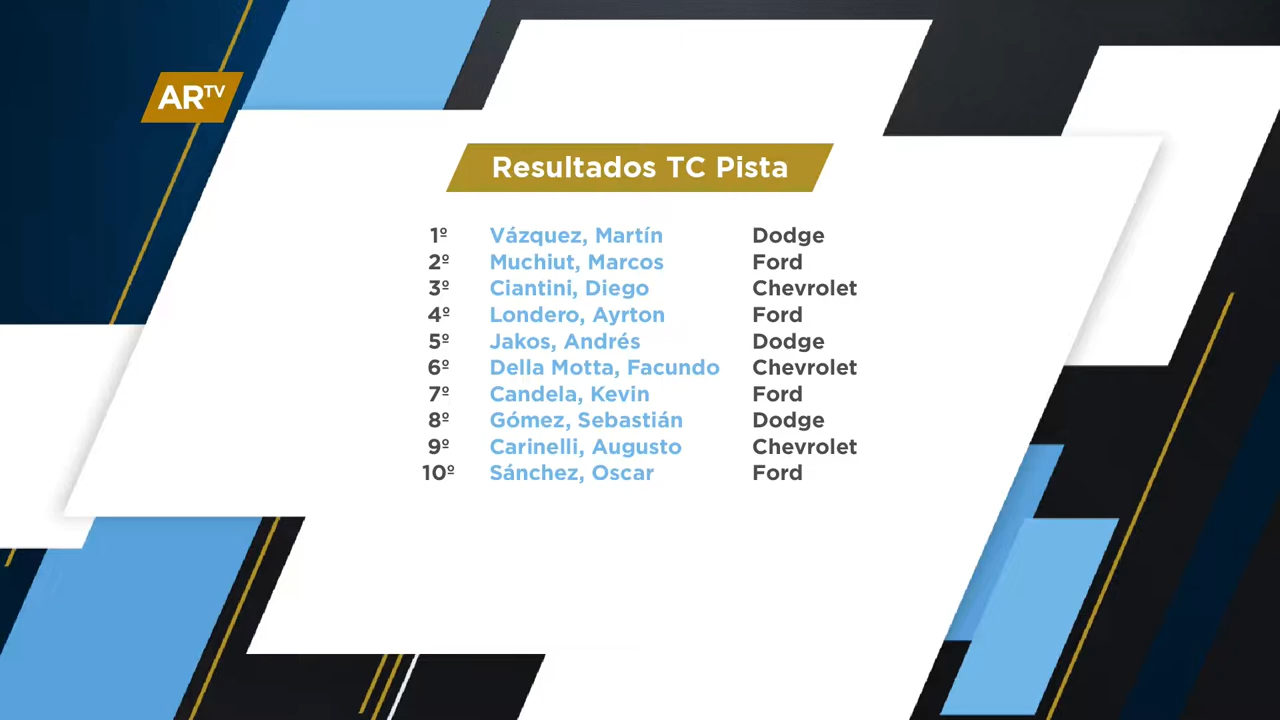 ARTV
Resultados TC Pista
1º Vázquez, Martín Dodge
2º Muchiut, Marcos Ford
3º Ciantini, Diego Chevrolet
4º Londero, Ayrton Ford
5º Jakos, Andrés Dodge
6º Della Motta, Facundo Chevrolet
7º Candela, Kevin Ford
8º Gómez, Sebastián Dodge
9º Carinelli, Augusto Chevrolet
10º Sánchez, Oscar Ford